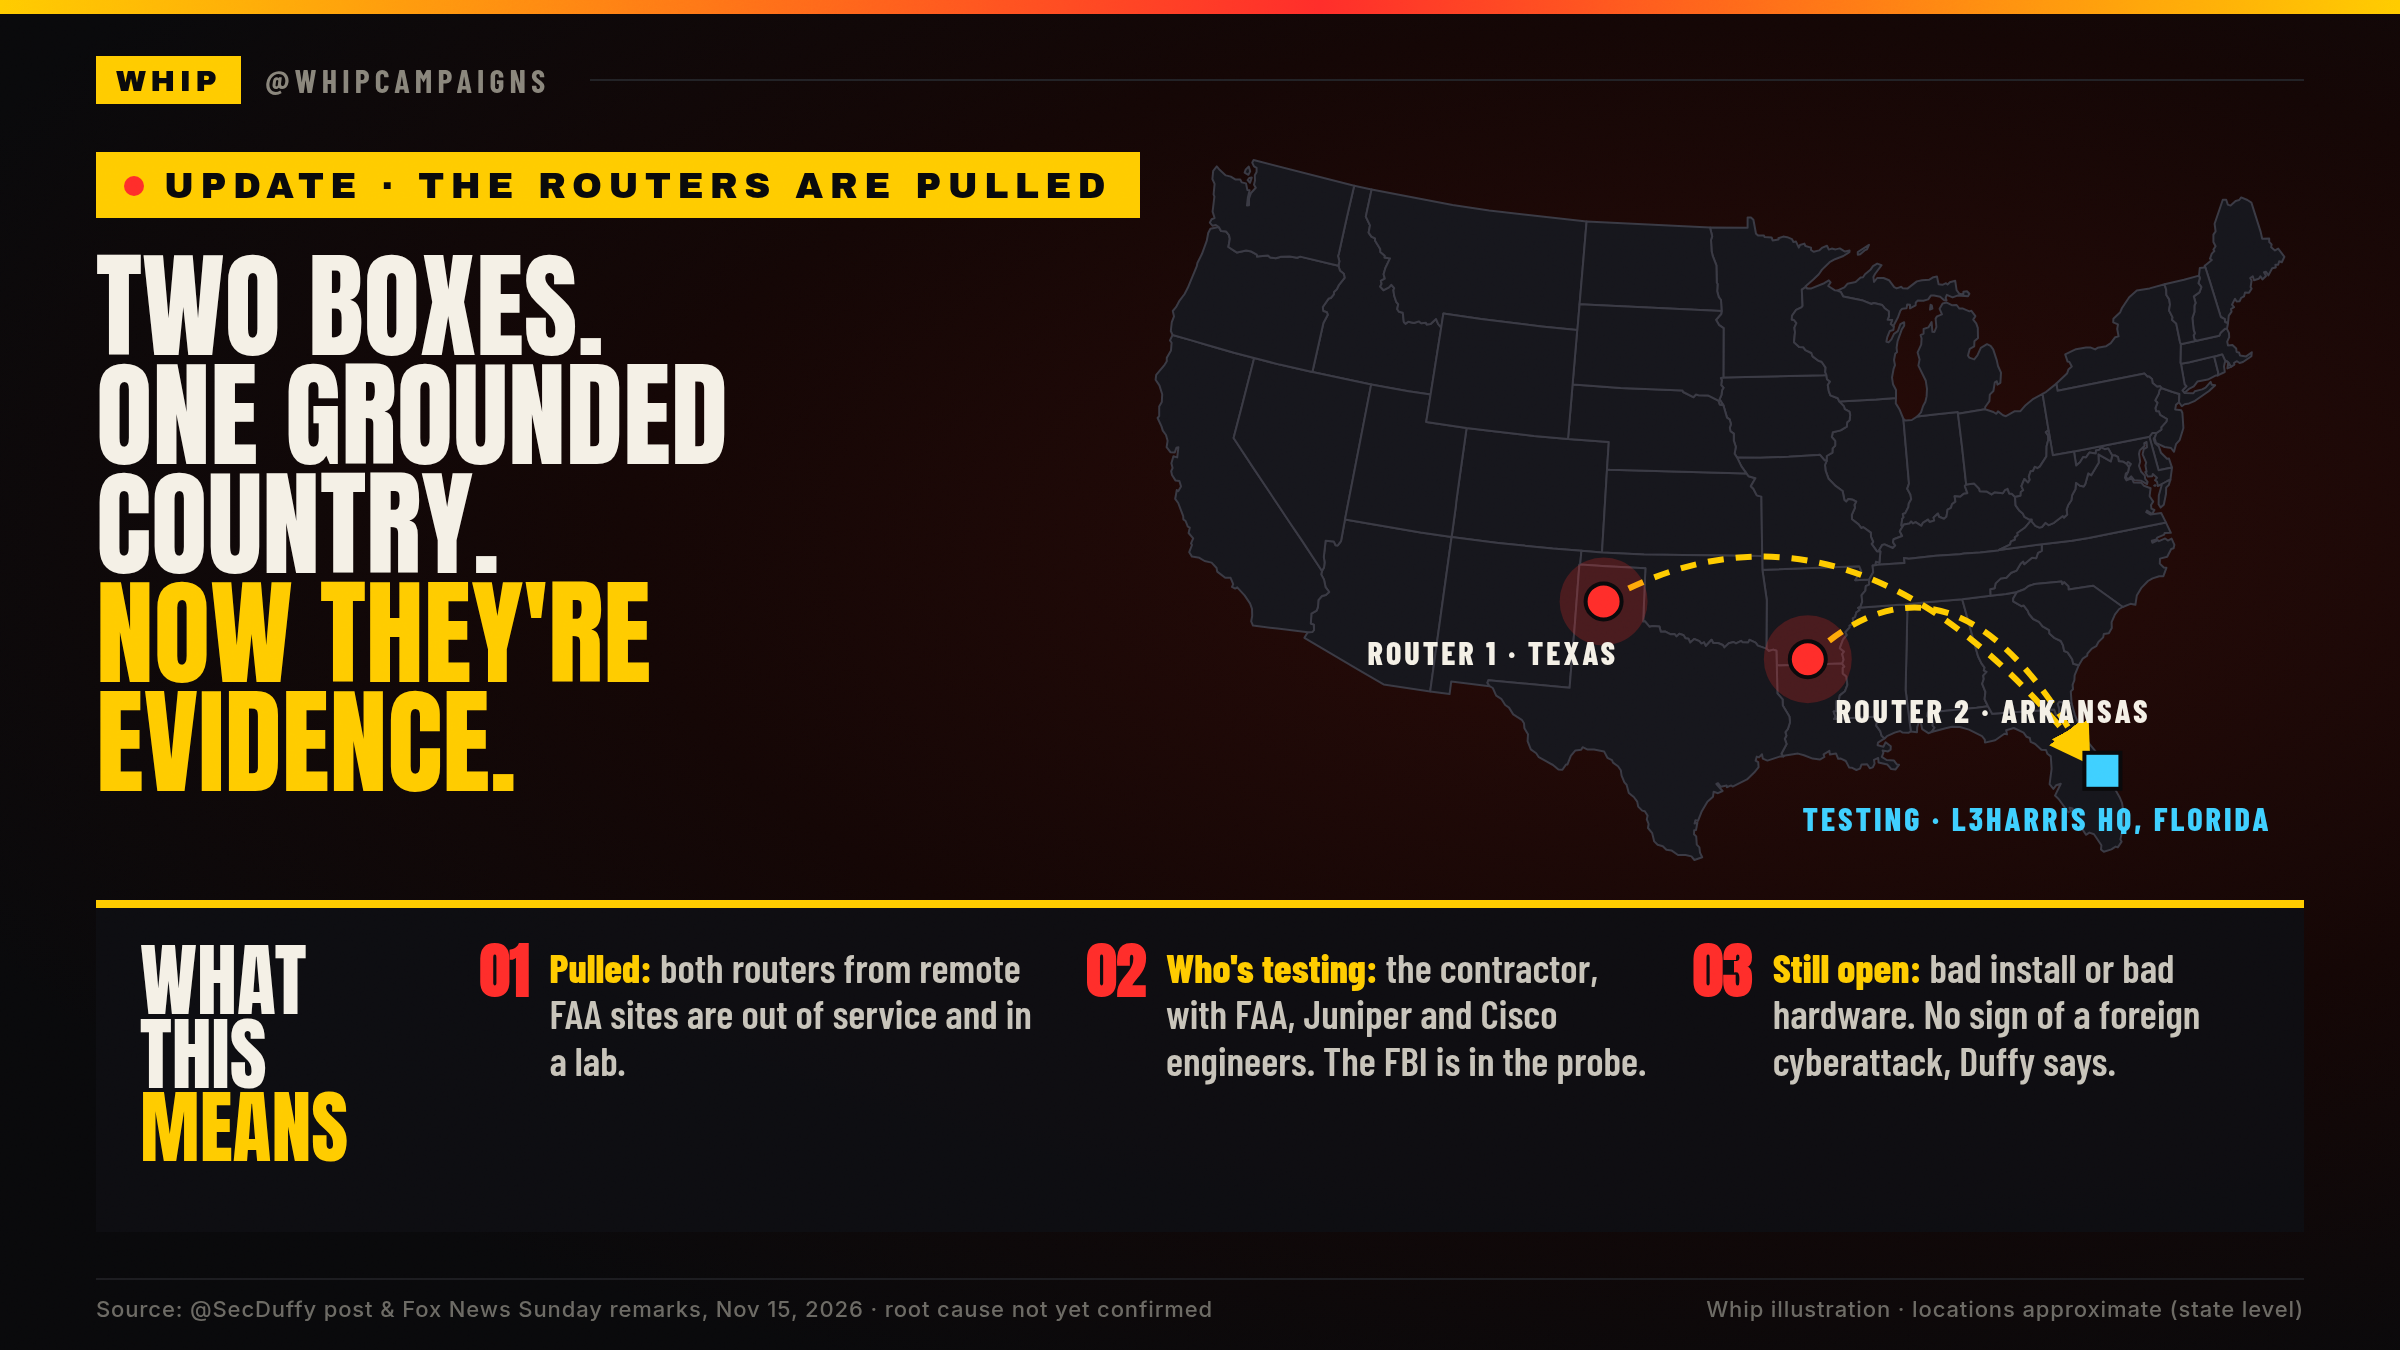 WHIP @WHIPCAMPAIGNS
UPDATE · THE ROUTERS ARE PULLED
TWO BOXES.
ONE GROUNDED
COUNTRY.
NOW THEY'RE
EVIDENCE.
ROUTER 1 · TEXAS
ROUTER 2 · ARKANSAS
TESTING · L3HARRIS HQ, FLORIDA
WHAT
THIS
MEANS
01 Pulled: both routers from remote
FAA sites are out of service and in
a lab.
02 Who's testing: the contractor,
with FAA, Juniper and Cisco
engineers. The FBI is in the probe.
03 Still open: bad install or bad
hardware. No sign of a foreign
cyberattack, Duffy says.
Source: @SecDuffy post & Fox News Sunday remarks, Nov 15, 2026 · root cause not yet confirmed
Whip illustration · locations approximate (state level)